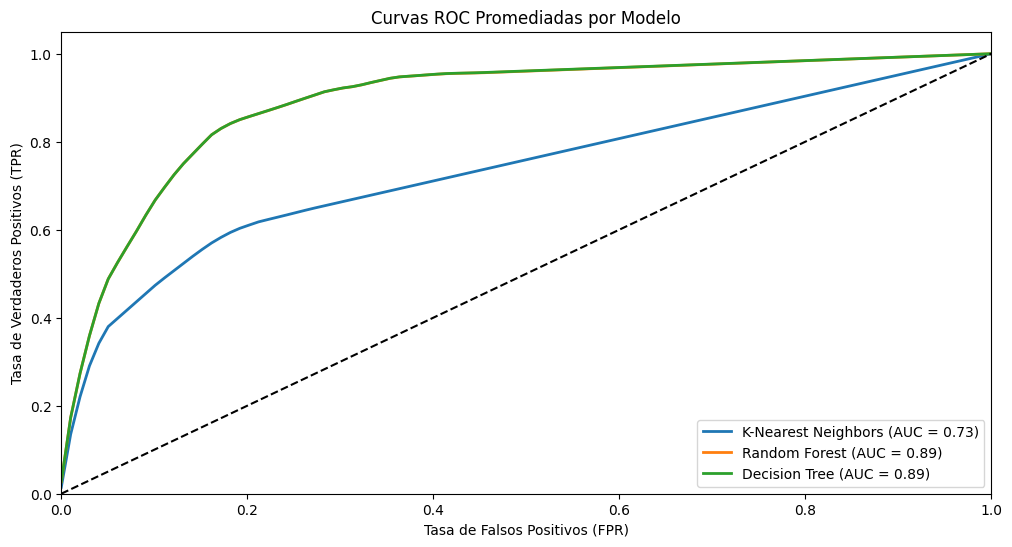 Curvas ROC Promediadas por Modelo
1.0
0.8
0.6
0.4
0.2
0.0
Tasa de Verdaderos Positivos (TPR)
K-Nearest Neighbors (AUC = 0.73)
Random Forest (AUC = 0.89)
Decision Tree (AUC = 0.89)
0.0 0.2 0.4 0.6 0.8 1.0
Tasa de Falsos Positivos (FPR)